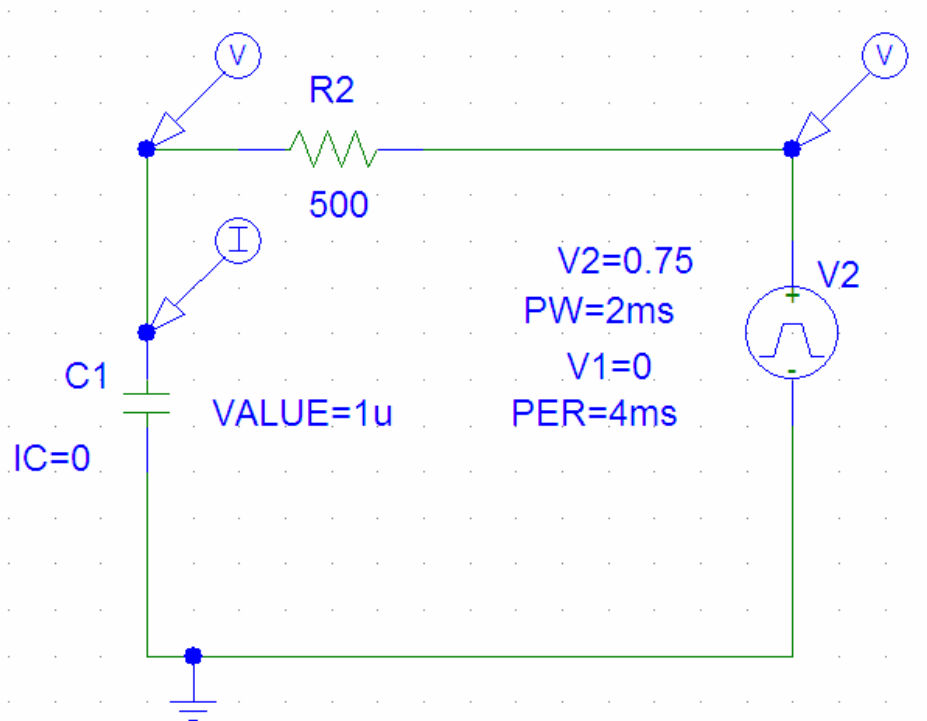 V
V
R2
500
I
V2=0.75
V2
PW=2ms
V1=0
C1
VALUE=1u
PER=4ms
IC=0